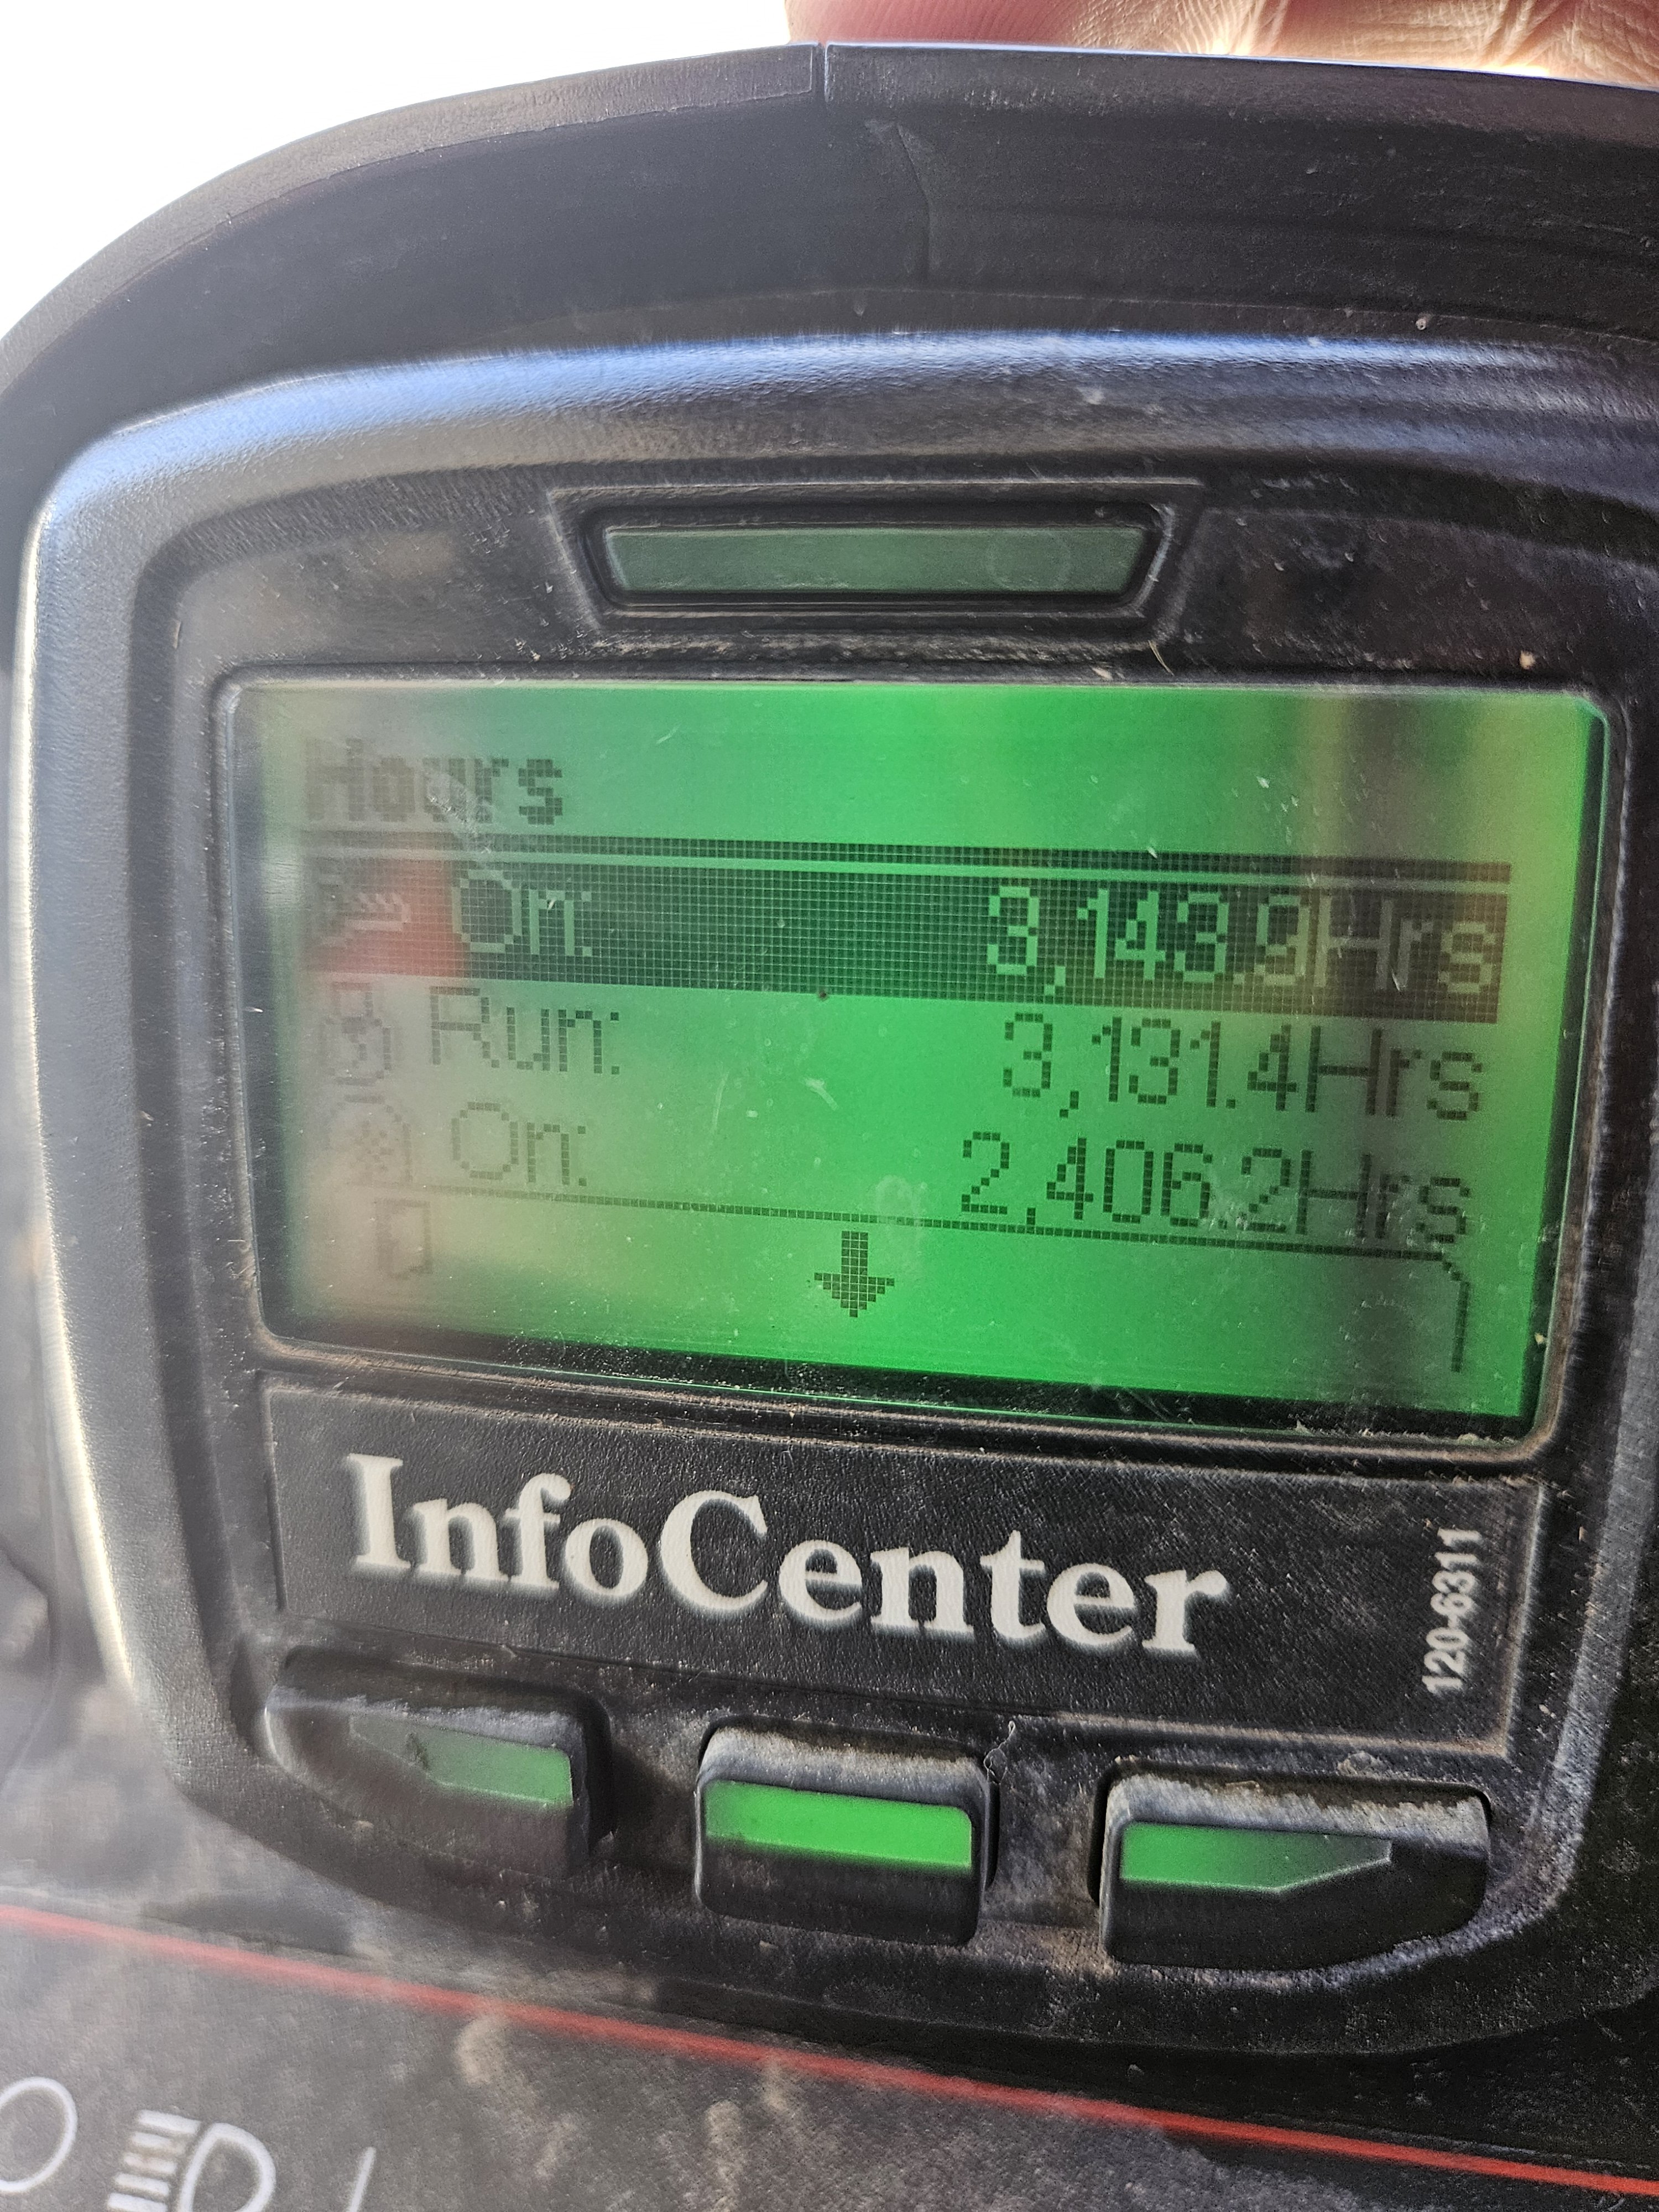 Hours
On: 3,143.9Hrs
Run: 3,131.4Hrs
On: 2,406.2Hrs
InfoCenter
120-6311